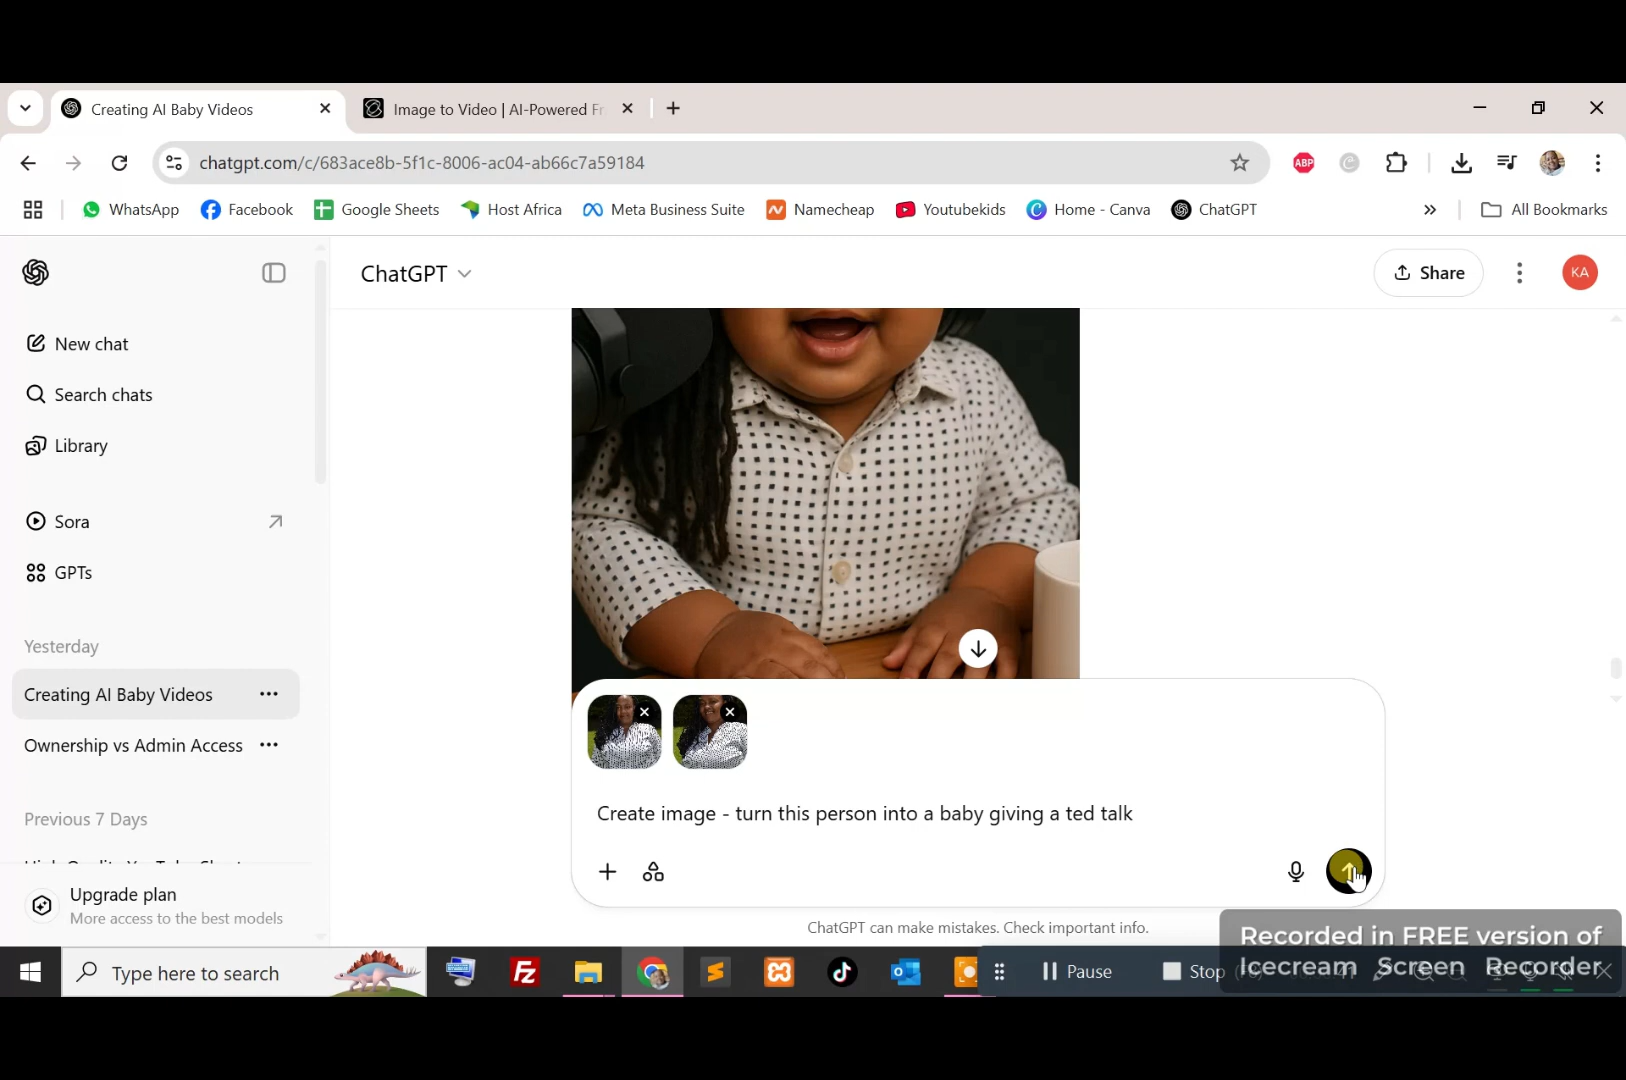 Creating AI Baby Videos
Image to Video | AI-Powered Fr
chatgpt.com/c/683ace8b-5f1c-8006-ac04-ab66c7a59184
ABP
WhatsApp
Facebook
Google Sheets
Host Africa
Meta Business Suite
Namecheap
Youtubekids
Home - Canva
ChatGPT
All Bookmarks
ChatGPT
Share
KA
New chat
Search chats
Library
Sora
GPTs
Yesterday
Creating AI Baby Videos
Ownership vs Admin Access
Previous 7 Days
Create image - turn this person into a baby giving a ted talk
Upgrade plan
More access to the best models
ChatGPT can make mistakes. Check important info.
Recorded in FREE version of
Icecream Screen Recorder
Type here to search
Fz
Pause
Stop